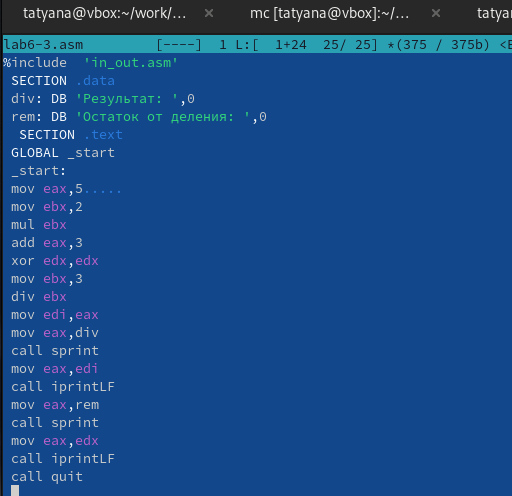 tatyana@vbox:~/work/... × mc [tatyana@vbox]:~/... × tatya
lab6-3.asm [----] 1 L:[ 1+24 25/ 25] *(375 / 375b) <E
%include 'in_out.asm'
SECTION .data
div: DB 'Результат: ',0
rem: DB 'Остаток от деления: ',0
SECTION .text
GLOBAL _start
_start:
mov eax,5.....
mov ebx,2
mul ebx
add eax,3
xor edx,edx
mov ebx,3
div ebx
mov edi,eax
mov eax,div
call sprint
mov eax,edi
call iprintLF
mov eax,rem
call sprint
mov eax,edx
call iprintLF
call quit